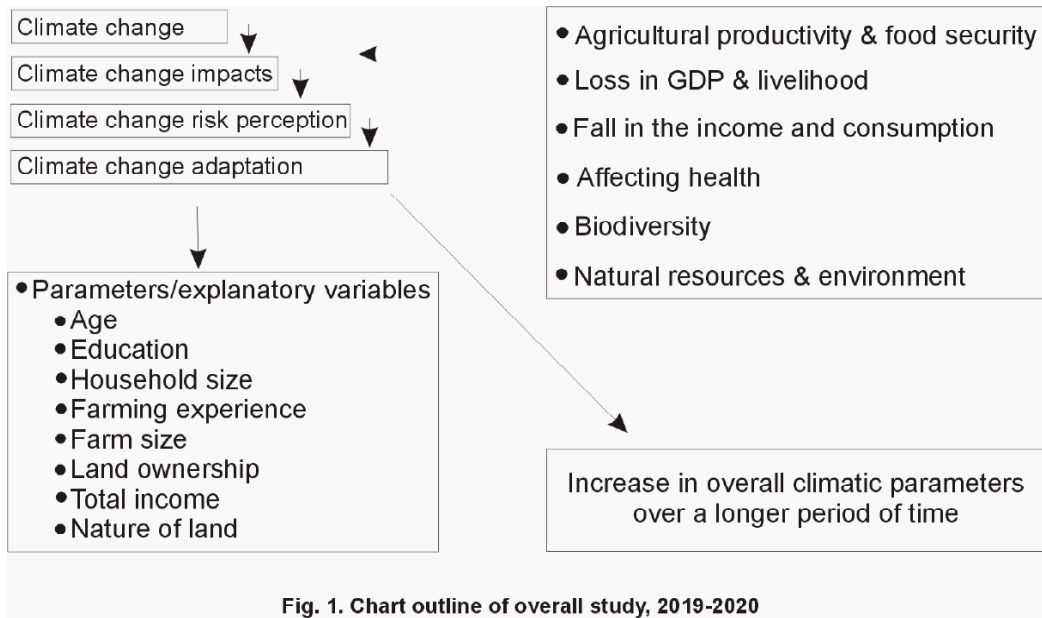 Climate change
Climate change impacts
Climate change risk perception
Climate change adaptation
• Agricultural productivity & food security
• Loss in GDP & livelihood
• Fall in the income and consumption
• Affecting health
• Biodiversity
• Natural resources & environment
• Parameters/explanatory variables
• Age
• Education
• Household size
• Farming experience
• Farm size
• Land ownership
• Total income
• Nature of land
Increase in overall climatic parameters
over a longer period of time
Fig. 1. Chart outline of overall study, 2019-2020